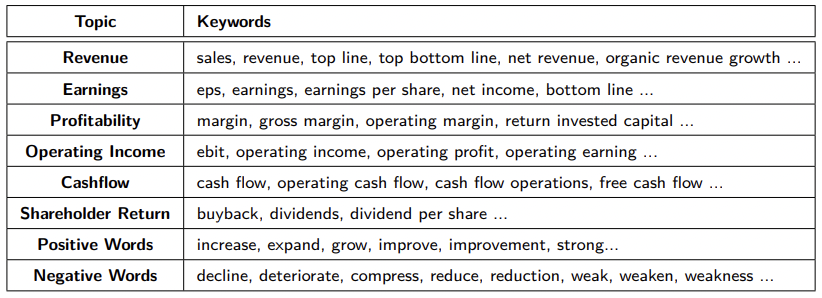 Topic Keywords
Revenue sales, revenue, top line, top bottom line, net revenue, organic revenue growth ...
Earnings eps, earnings, earnings per share, net income, bottom line ...
Profitability margin, gross margin, operating margin, return invested capital ...
Operating Income ebit, operating income, operating profit, operating earning ...
Cashflow cash flow, operating cash flow, cash flow operations, free cash flow ...
Shareholder Return buyback, dividends, dividend per share ...
Positive Words increase, expand, grow, improve, improvement, strong...
Negative Words decline, deteriorate, compress, reduce, reduction, weak, weaken, weakness ...